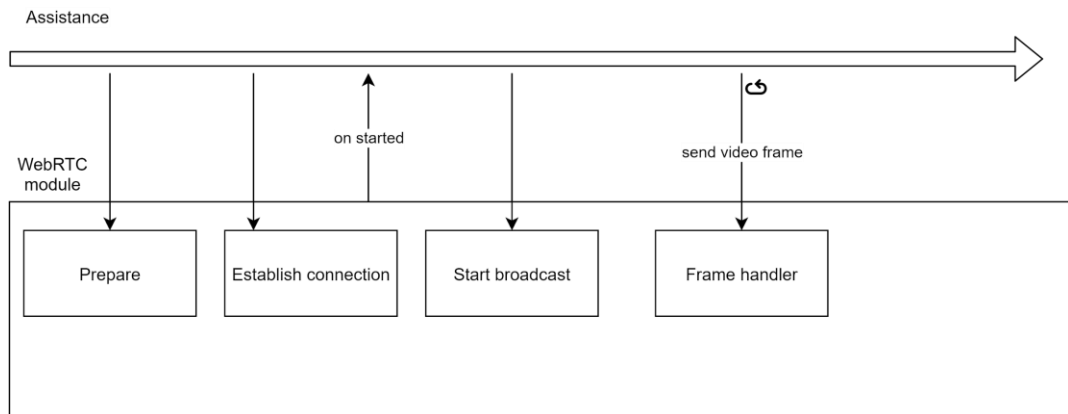 Assistance
on started
send video frame
WebRTC
module
Prepare
Establish connection
Start broadcast
Frame handler